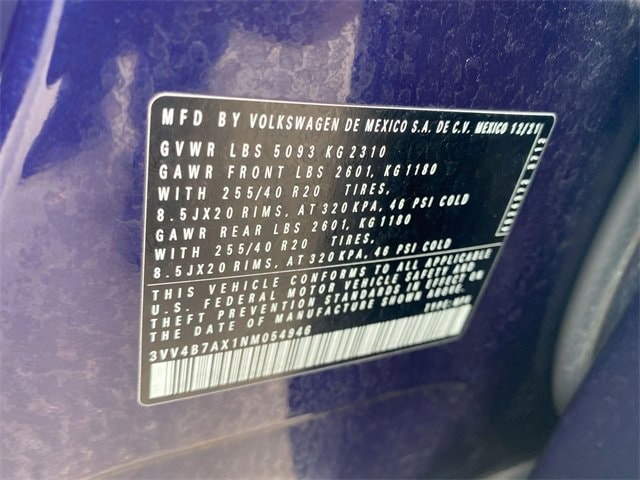 MFD BY VOLKSWAGEN DE MEXICO S.A. DE C.V. MEXICO 12/21
GVWR LBS 5093 KG 2310
GAWR FRONT LBS 2601, KG 1180
WITH 255/40 R20 TIRES,
8.5JX20 RIMS, AT 320 KPA, 46 PSI COLD
GAWR REAR LBS 2601, KG 1180
WITH 255/40 R20 TIRES,
8.5JX20 RIMS, AT 320 KPA, 46 PSI COLD
THIS VEHICLE CONFORMS TO ALL APPLICABLE
U.S. FEDERAL MOTOR VEHICLE SAFETY AND
THEFT PREVENTION STANDARDS IN EFFECT ON
THE DATE OF MANUFACTURE SHOWN ABOVE.
3VV4B7AX1NM054946
TYPE: MPV